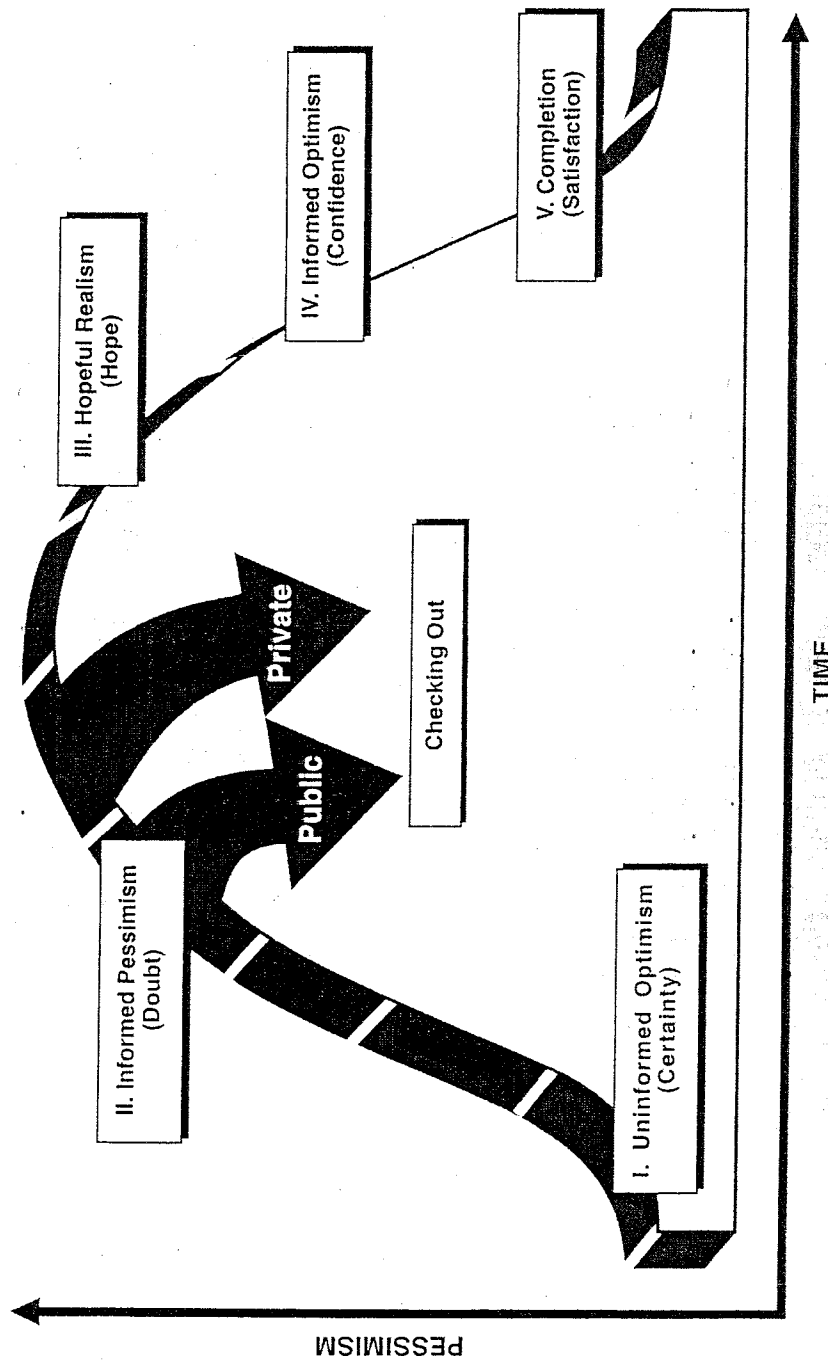 PESSIMISM
I. Uninformed Optimism
(Certainty)
II. Informed Pessimism
(Doubt)
Public
Private
Checking Out
III. Hopeful Realism
(Hope)
IV. Informed Optimism
(Confidence)
V. Completion
(Satisfaction)
TIME